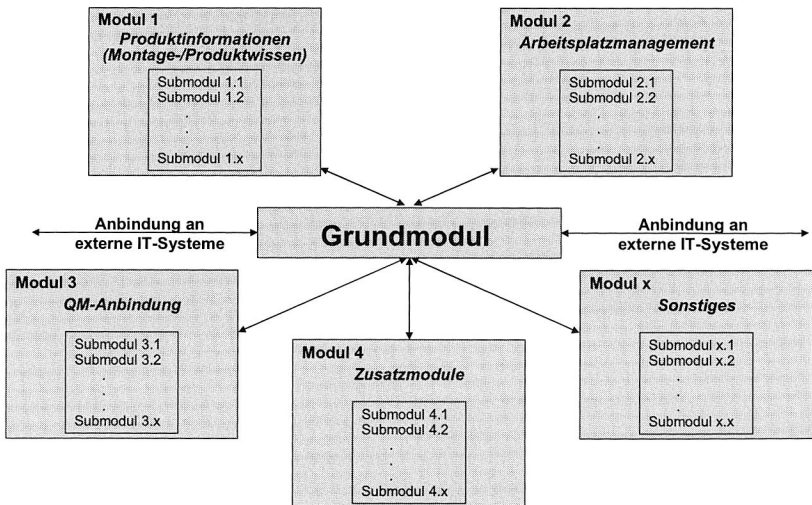 Modul 1
Produktinformationen
(Montage-/Produktwissen)
Submodul 1.1
Submodul 1.2
.
.
.
Submodul 1.x
Modul 2
Arbeitsplatzmanagement
Submodul 2.1
Submodul 2.2
.
.
.
Submodul 2.x
Anbindung an
externe IT-Systeme
Grundmodul
Anbindung an
externe IT-Systeme
Modul 3
QM-Anbindung
Submodul 3.1
Submodul 3.2
.
.
.
Submodul 3.x
Modul 4
Zusatzmodule
Submodul 4.1
Submodul 4.2
.
.
.
Submodul 4.x
Modul x
Sonstiges
Submodul x.1
Submodul x.2
.
.
.
Submodul x.x